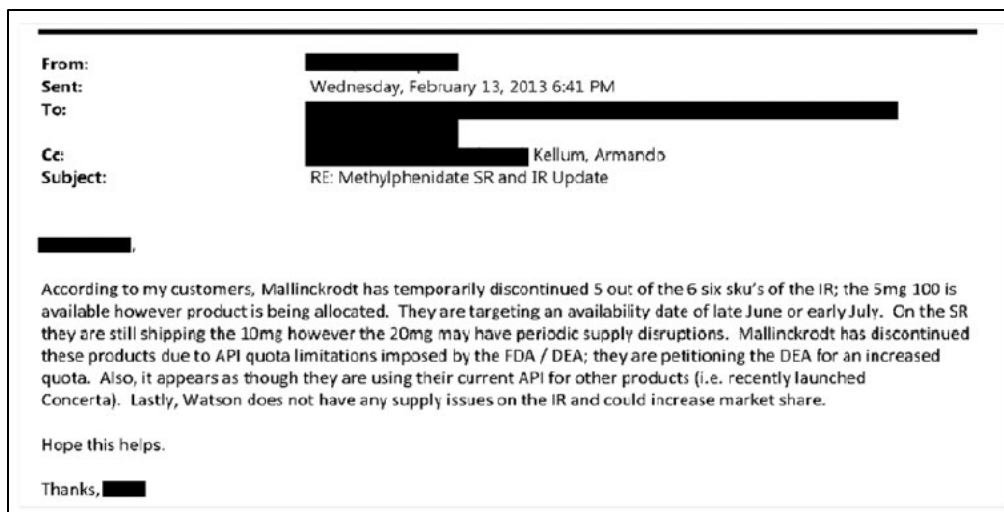 From:
Sent: Wednesday, February 13, 2013 6:41 PM
To:
Cc: Kellum, Armando
Subject: RE: Methylphenidate SR and IR Update
,
According to my customers, Mallinckrodt has temporarily discontinued 5 out of the 6 six sku's of the IR; the 5mg 100 is
available however product is being allocated. They are targeting an availability date of late June or early July. On the SR
they are still shipping the 10mg however the 20mg may have periodic supply disruptions. Mallinckrodt has discontinued
these products due to API quota limitations imposed by the FDA / DEA; they are petitioning the DEA for an increased
quota. Also, it appears as though they are using their current API for other products (i.e. recently launched
Concerta). Lastly, Watson does not have any supply issues on the IR and could increase market share.
Hope this helps.
Thanks,